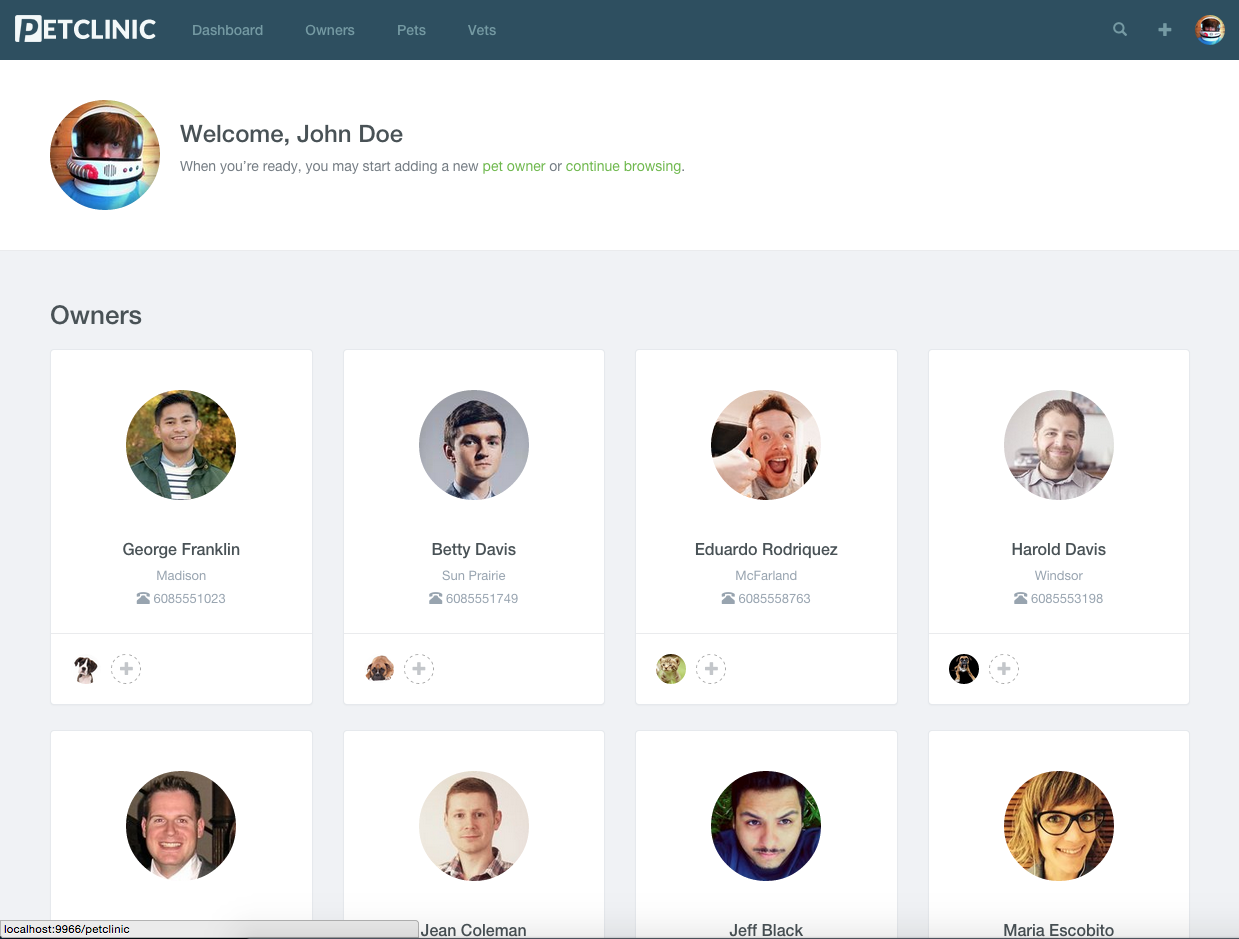 PETCLINIC Dashboard Owners Pets Vets
Welcome, John Doe
When you're ready, you may start adding a new pet owner or continue browsing.
Owners
George Franklin
Madison
6085551023
Betty Davis
Sun Prairie
6085551749
Eduardo Rodriquez
McFarland
6085558763
Harold Davis
Windsor
6085553198
Jean Coleman
Jeff Black
Maria Escobito
localhost:9966/petclinic